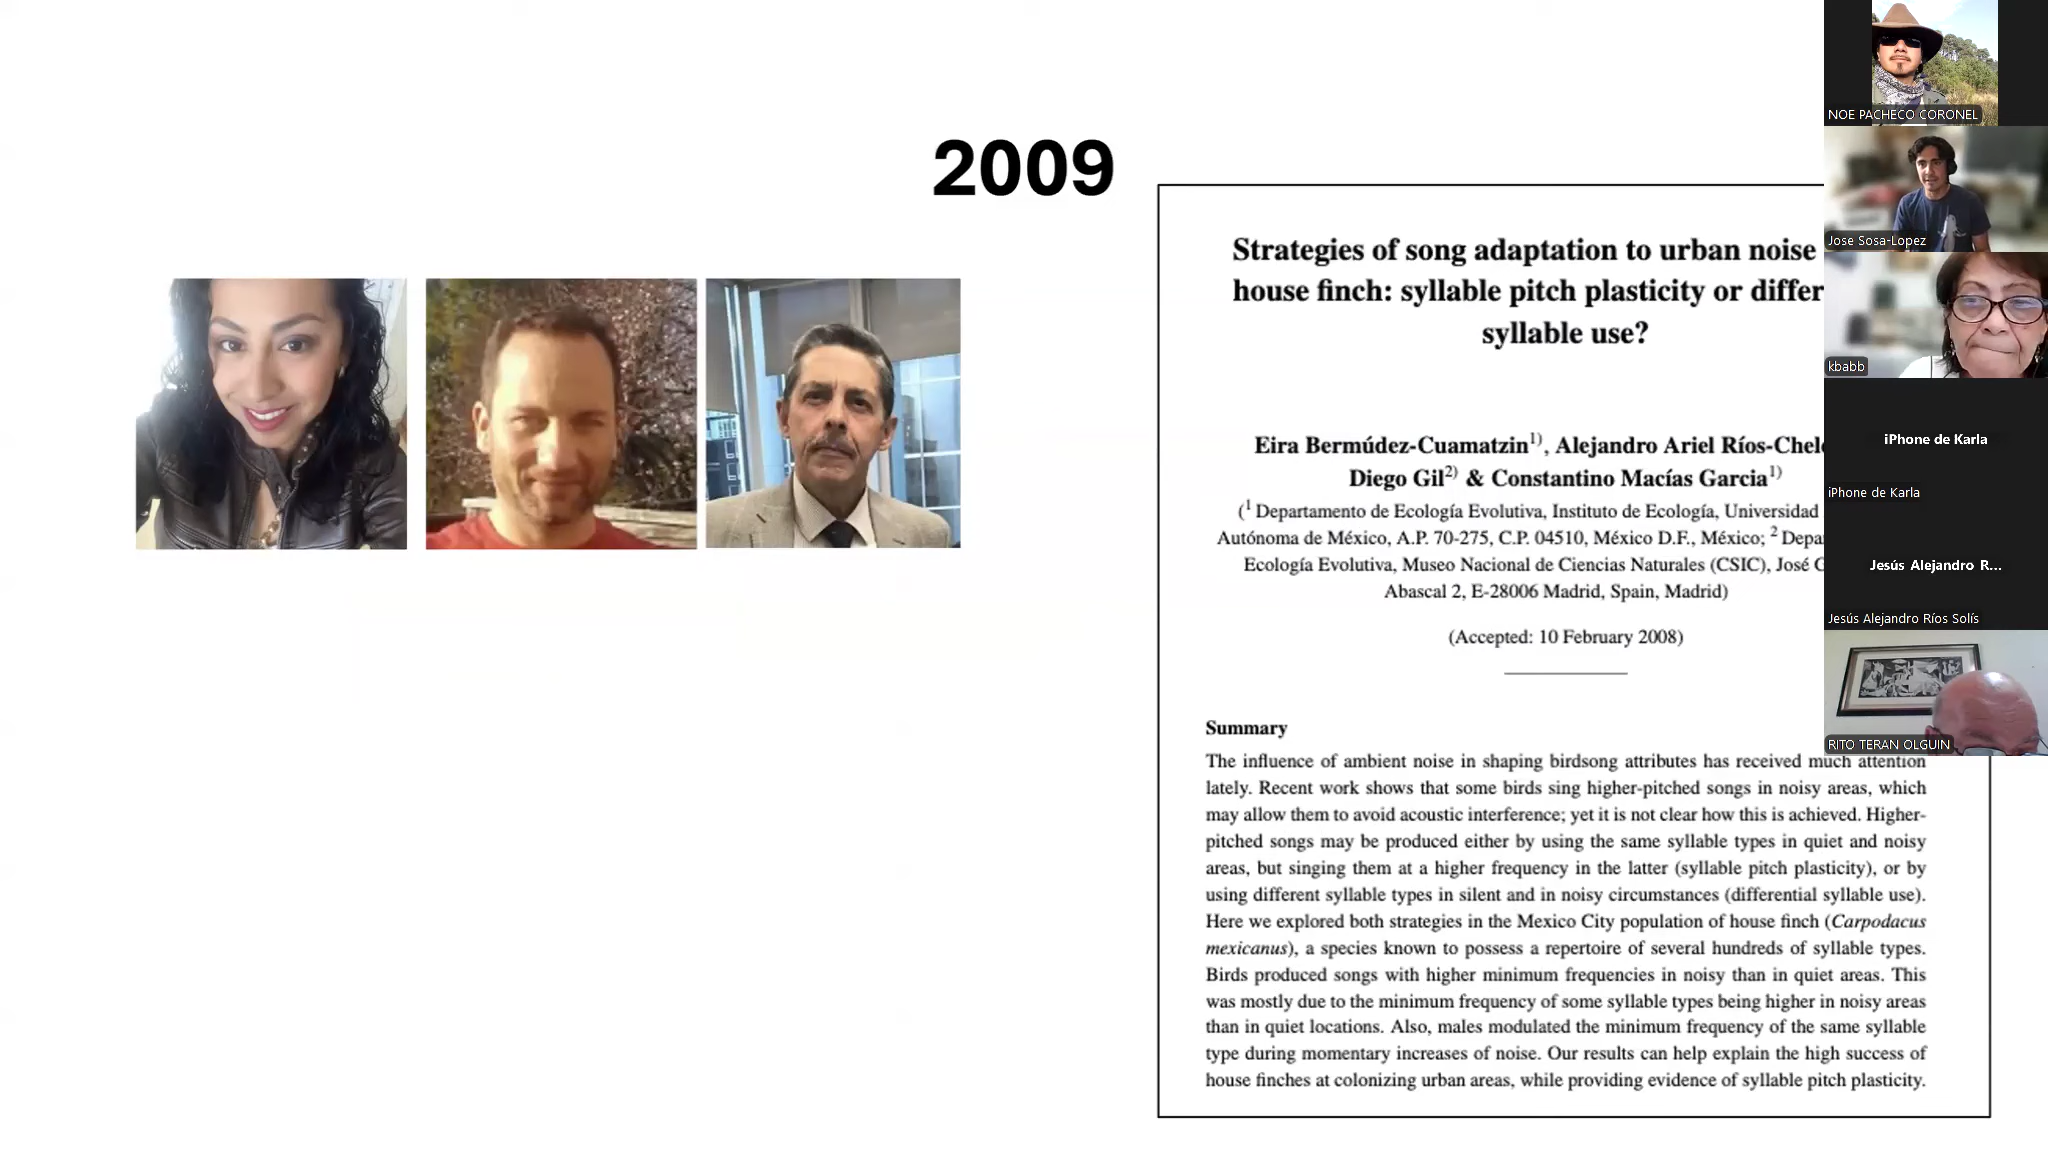 2009
Strategies of song adaptation to urban noise
house finch: syllable pitch plasticity or differ
syllable use?
Eira Bermúdez-Cuamatzin1), Alejandro Ariel Ríos-Chel
Diego Gil2) & Constantino Macías Garcia1)
(1 Departamento de Ecología Evolutiva, Instituto de Ecología, Universidad
Autónoma de México, A.P. 70-275, C.P. 04510, México D.F., México; 2 Depa
Ecología Evolutiva, Museo Nacional de Ciencias Naturales (CSIC), José G
Abascal 2, E-28006 Madrid, Spain, Madrid)
(Accepted: 10 February 2008)
Summary
The influence of ambient noise in shaping birdsong attributes has received much attention
lately. Recent work shows that some birds sing higher-pitched songs in noisy areas, which
may allow them to avoid acoustic interference; yet it is not clear how this is achieved. Higher-
pitched songs may be produced either by using the same syllable types in quiet and noisy
areas, but singing them at a higher frequency in the latter (syllable pitch plasticity), or by
using different syllable types in silent and in noisy circumstances (differential syllable use).
Here we explored both strategies in the Mexico City population of house finch (Carpodacus
mexicanus), a species known to possess a repertoire of several hundreds of syllable types.
Birds produced songs with higher minimum frequencies in noisy than in quiet areas. This
was mostly due to the minimum frequency of some syllable types being higher in noisy areas
than in quiet locations. Also, males modulated the minimum frequency of the same syllable
type during momentary increases of noise. Our results can help explain the high success of
house finches at colonizing urban areas, while providing evidence of syllable pitch plasticity.
NOE PACHECO CORONEL
Jose Sosa-Lopez
kbabb
iPhone de Karla
iPhone de Karla
Jesús Alejandro R...
Jesús Alejandro Ríos Solís
RITO TERAN OLGUIN